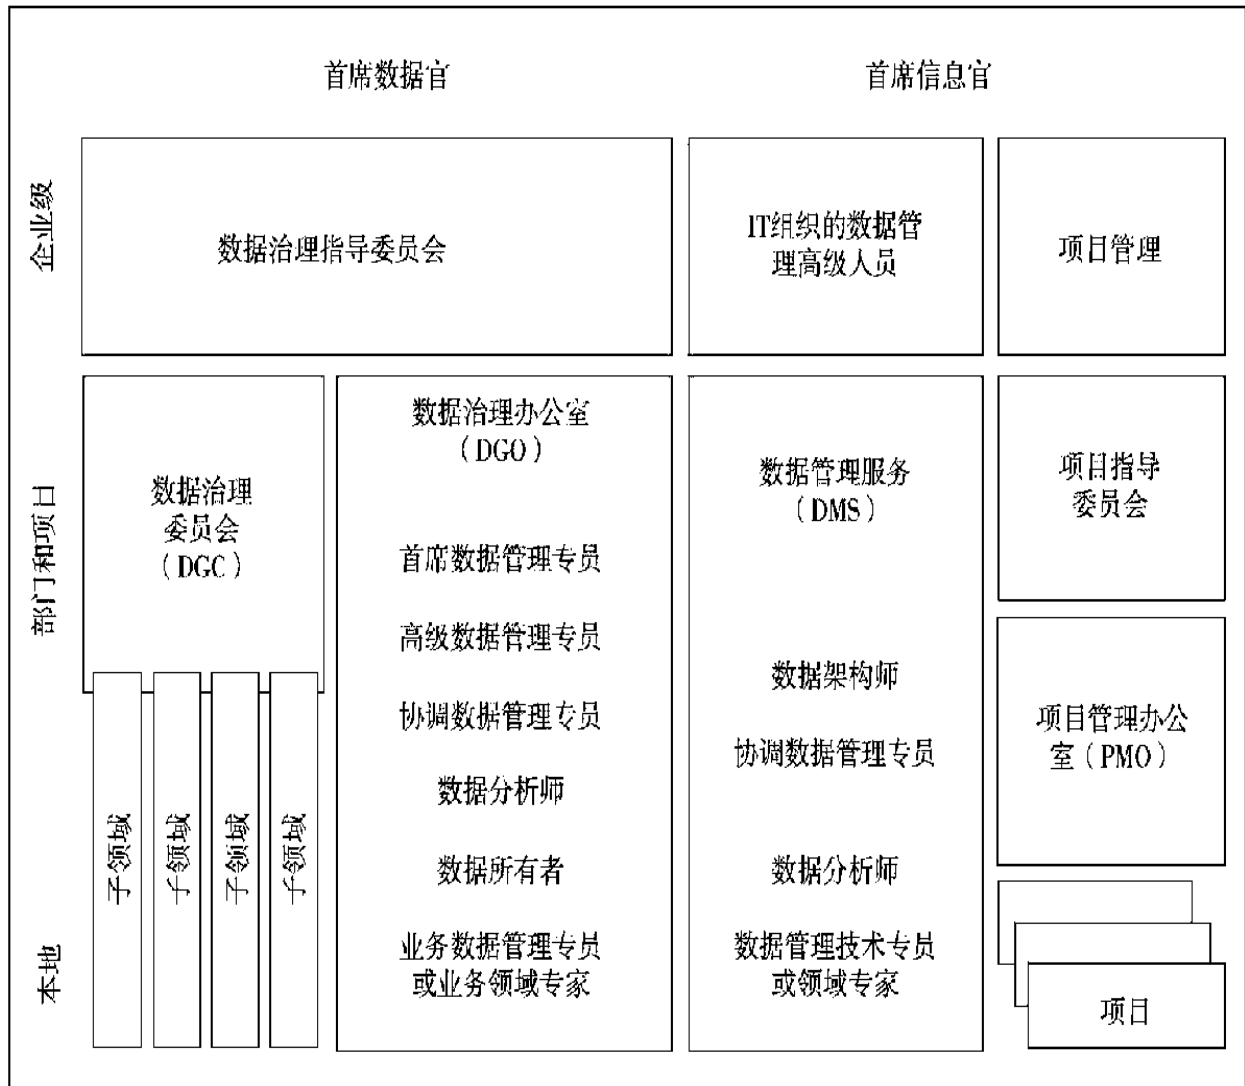 首席数据官
首席信息官
企业级
数据治理指导委员会
IT组织的数据管
理高级人员
项目管理
部门和项目
数据治理
委员会
（DGC）
数据治理办公室
（DGO）
首席数据管理专员
高级数据管理专员
协调数据管理专员
数据分析师
数据所有者
业务数据管理专员
或业务领域专家
数据管理服务
（DMS）
数据架构师
协调数据管理专员
数据分析师
数据管理技术专员
或领域专家
项目指导
委员会
项目管理办公
室（PMO）
本地
子领域
子领域
子领域
子领域
项目